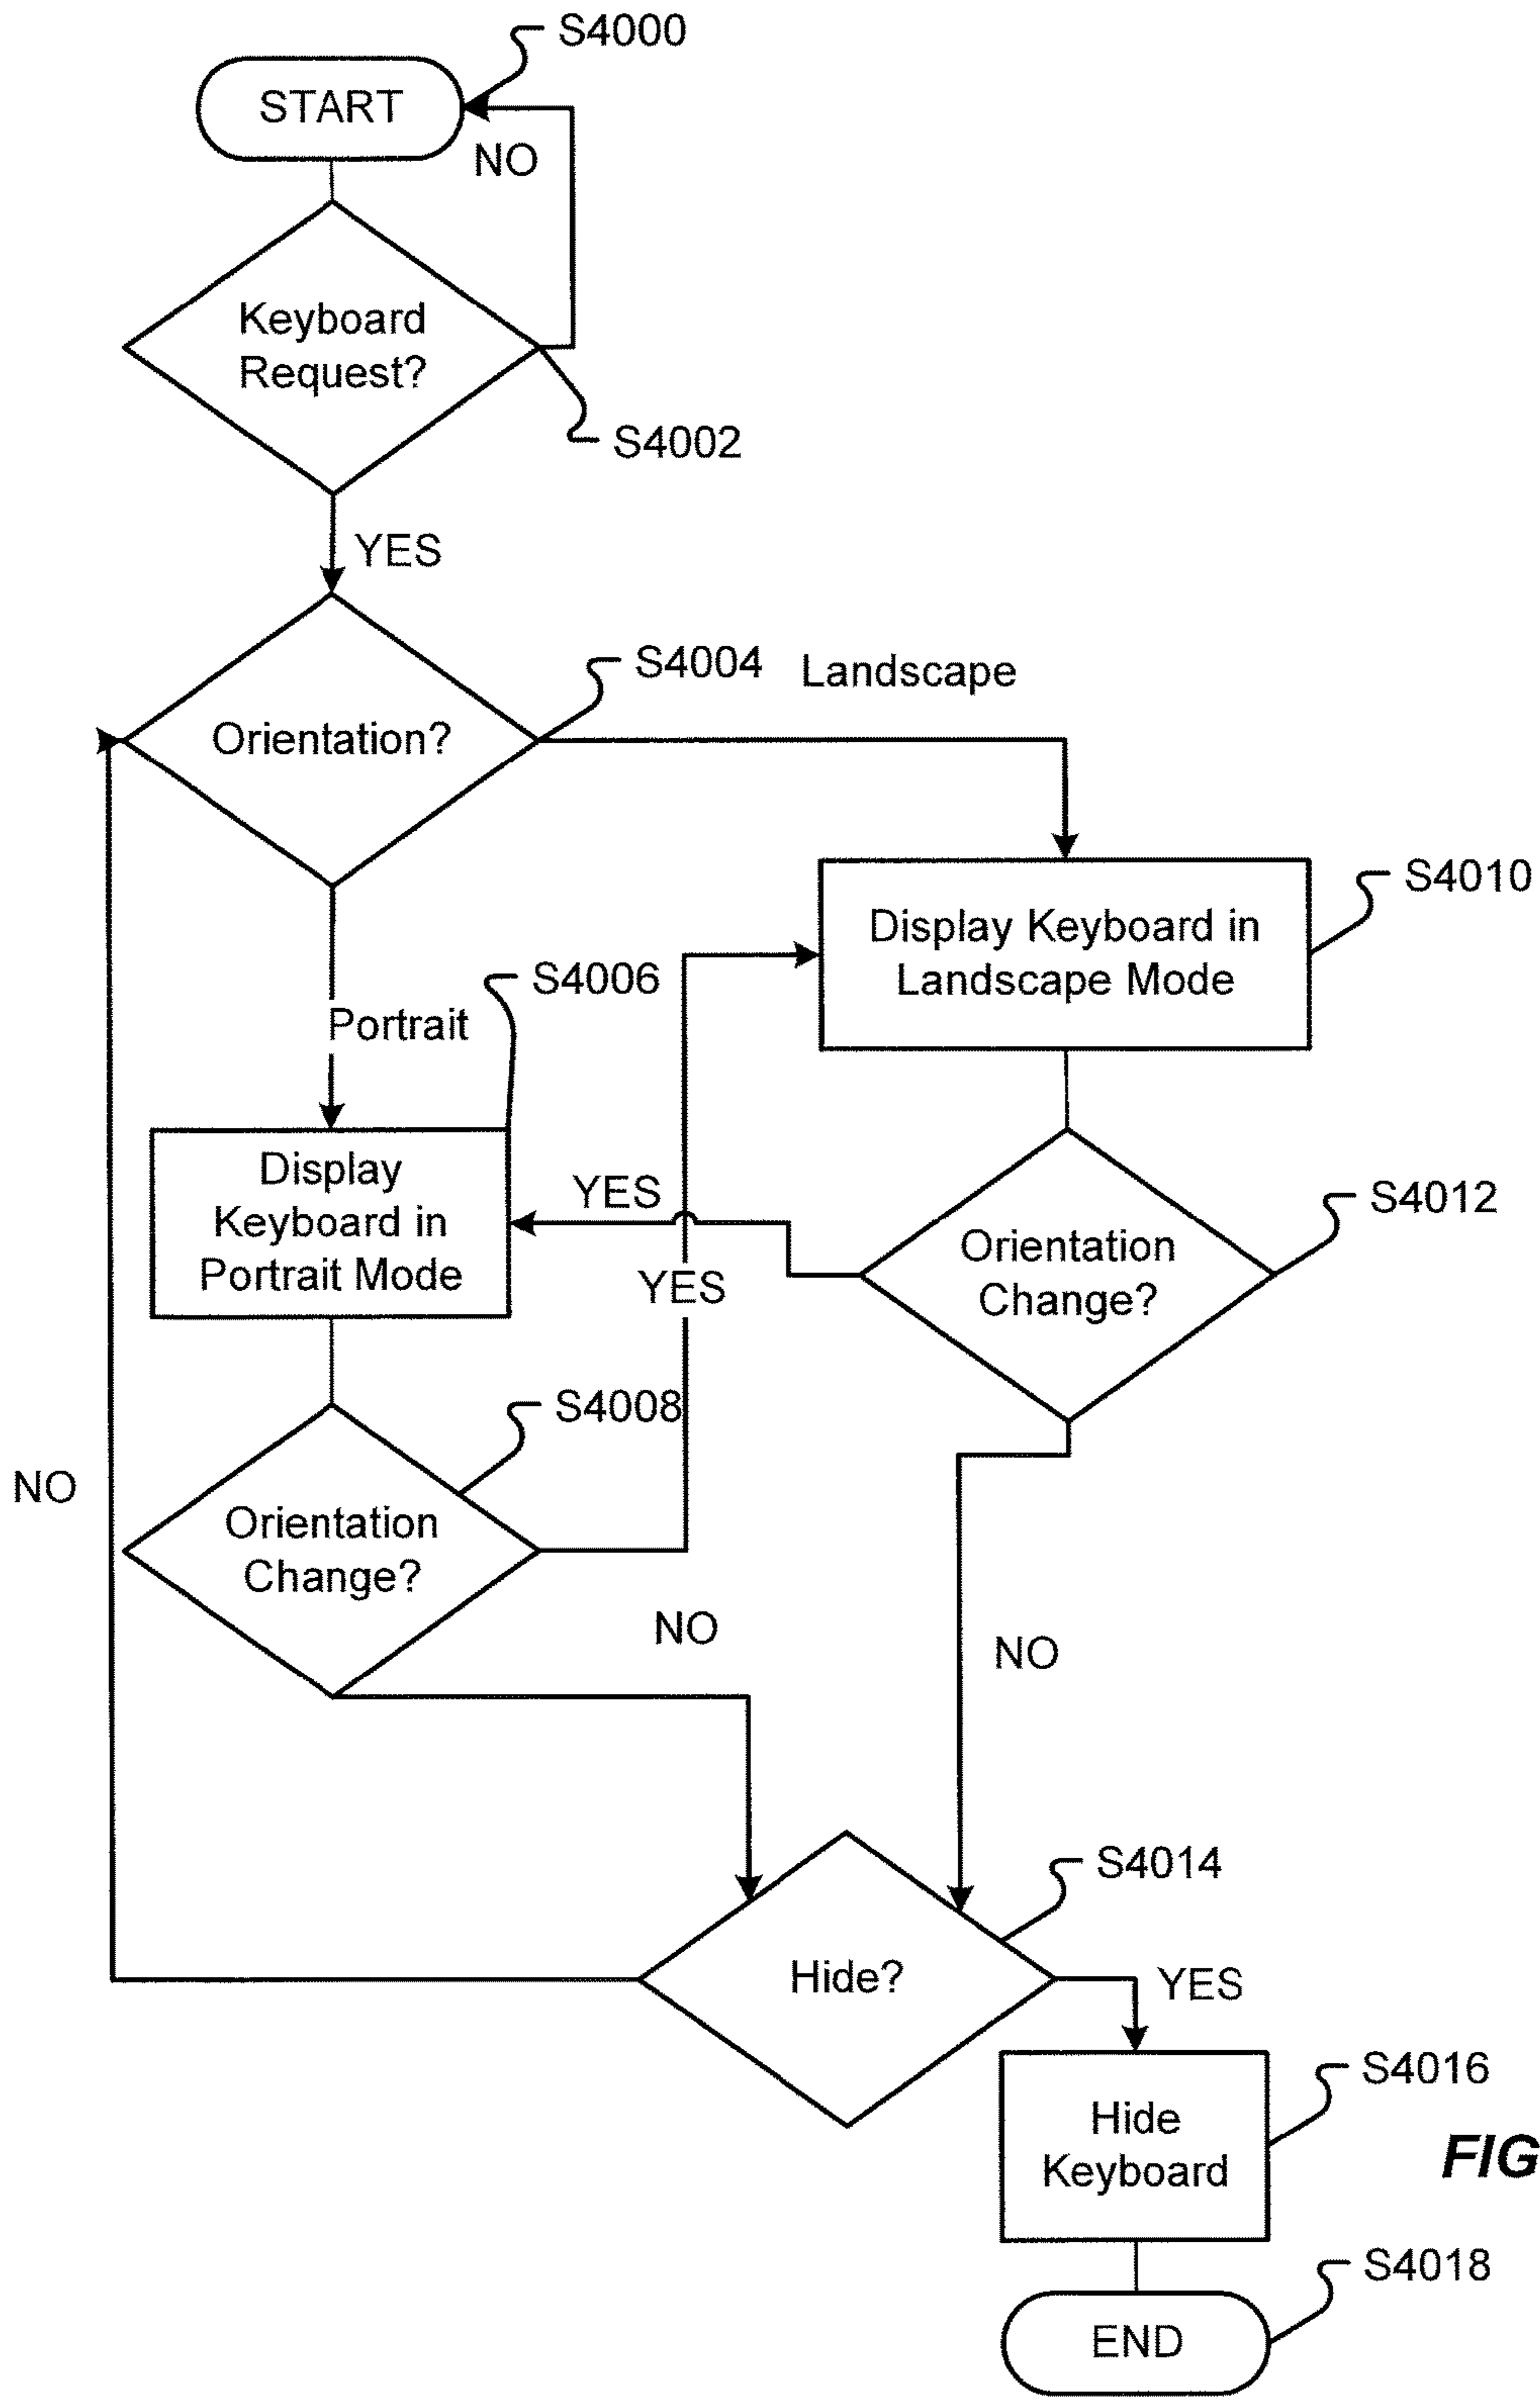 S4000
START
NO
Keyboard
Request?
S4002
YES
S4004
Landscape
Orientation?
S4010
Display Keyboard in
Landscape Mode
S4006
Portrait
Display
Keyboard in
Portrait Mode
YES
S4012
Orientation
Change?
YES
S4008
NO
Orientation
Change?
NO
NO
S4014
Hide?
YES
S4016
Hide
Keyboard
FIG
S4018
END